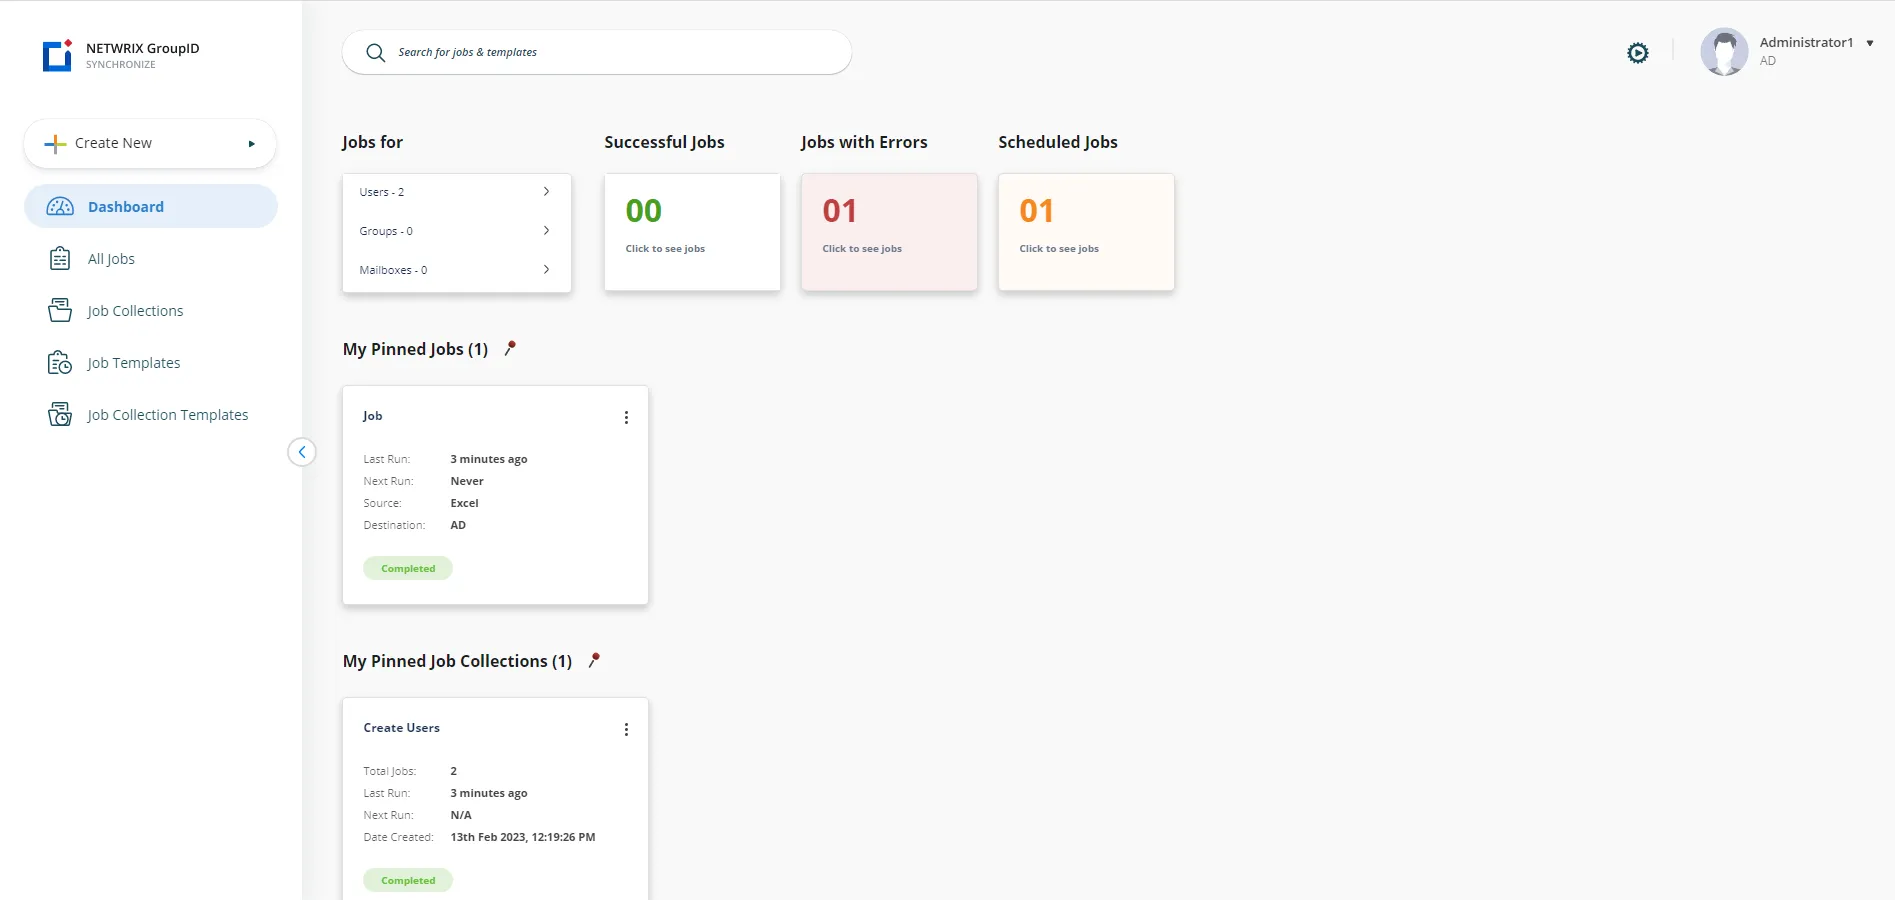 NETWRIX GroupID
SYNCHRONIZE
Search for jobs & templates
Administrator1
AD
Create New
Dashboard
All Jobs
Job Collections
Job Templates
Job Collection Templates
Jobs for
Users - 2
Groups - 0
Mailboxes - 0
Successful Jobs
00
Click to see jobs
Jobs with Errors
01
Click to see jobs
Scheduled Jobs
01
Click to see jobs
My Pinned Jobs (1)
Job
Last Run: 3 minutes ago
Next Run: Never
Source: Excel
Destination: AD
Completed
My Pinned Job Collections (1)
Create Users
Total Jobs: 2
Last Run: 3 minutes ago
Next Run: N/A
Date Created: 13th Feb 2023, 12:19:26 PM
Completed